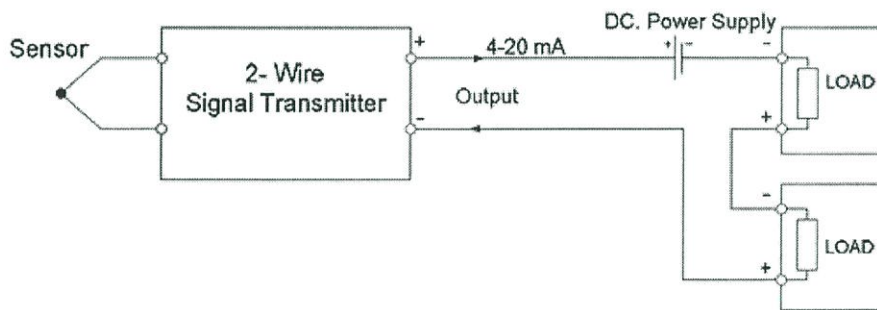 Sensor
2- Wire
Signal Transmitter
+
-
4-20 mA
Output
DC. Power Supply
+ -
-
LOAD
+
-
LOAD
+